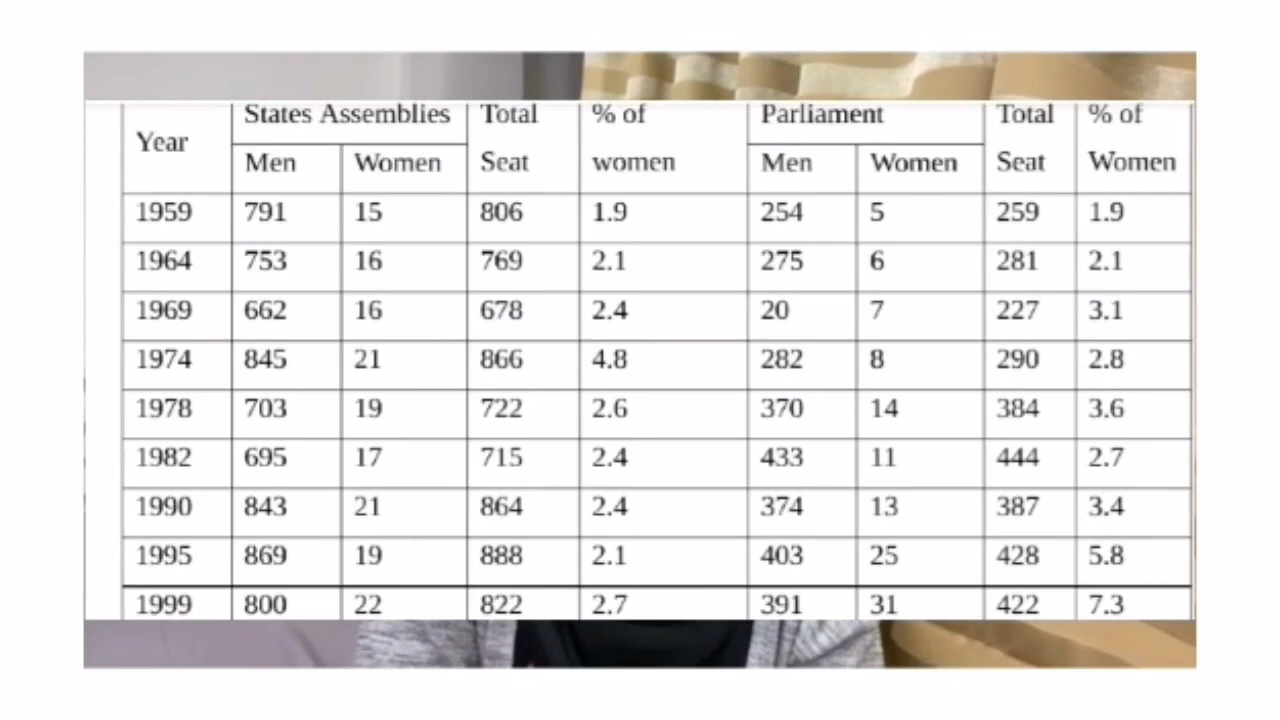 Year States Assemblies Total % of Parliament Total % of
Men Women Seat women Men Women Seat Women
1959 791 15 806 1.9 254 5 259 1.9
1964 753 16 769 2.1 275 6 281 2.1
1969 662 16 678 2.4 20 7 227 3.1
1974 845 21 866 4.8 282 8 290 2.8
1978 703 19 722 2.6 370 14 384 3.6
1982 695 17 715 2.4 433 11 444 2.7
1990 843 21 864 2.4 374 13 387 3.4
1995 869 19 888 2.1 403 25 428 5.8
1999 800 22 822 2.7 391 31 422 7.3